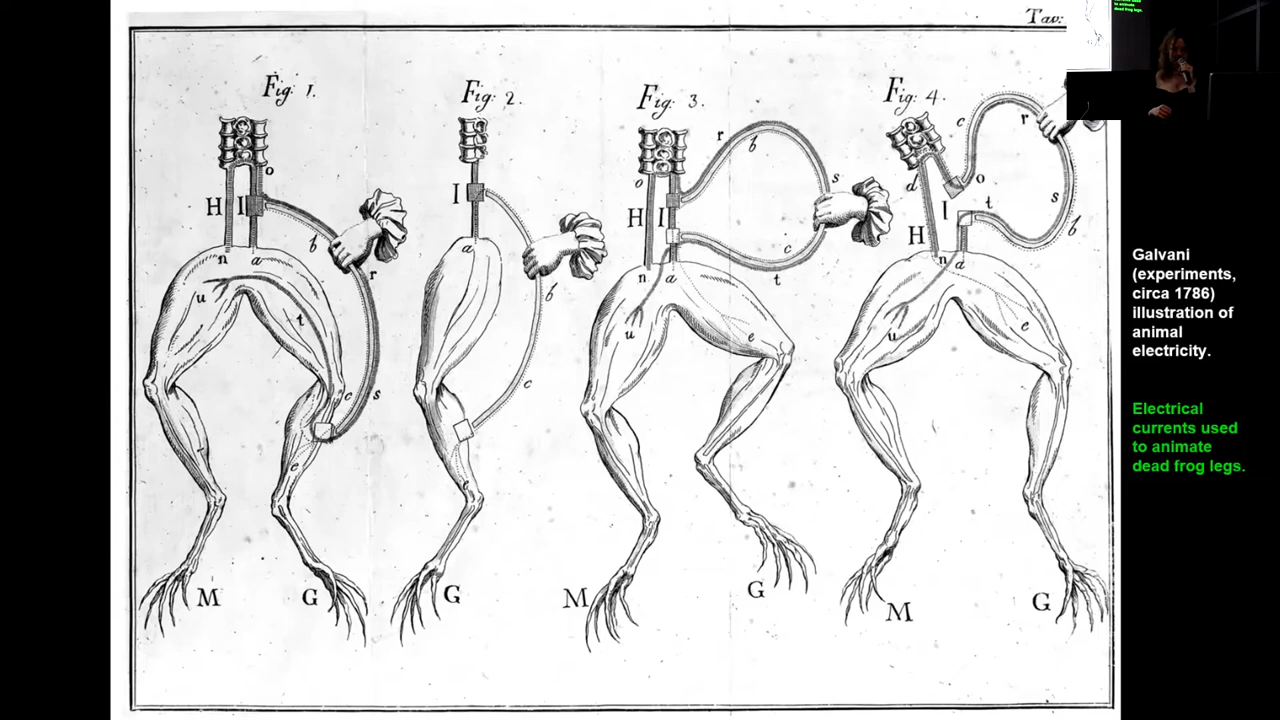 Tav:
Fig: 1.
Fig: 2.
Fig: 3.
Fig: 4.
o
H I
n a
b
r
u
t
c s
e
M G
I
a
b
c
G
r b
o s
H I
c
n a t
u e
M G
c r
d o
I t s b
H
n a
u e
M G
Galvani
(experiments,
circa 1786)
illustration of
animal
electricity.
Electrical
currents used
to animate
dead frog legs.